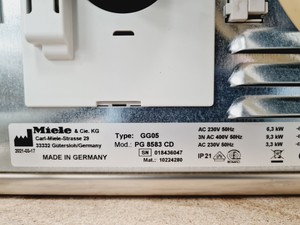 Miele & Cie. KG
Carl-Miele-Strasse 29
33332 Gütersloh/Germany
2021-03-17
MADE IN GERMANY
Type: GG05
Mod.: PG 8583 CD
SN 018436047
Mat.: 10224280
AC 230V 50Hz 6,3 kW
3N AC 400V 50Hz 9,3 kW
AC 230V 50Hz 3,3 kW
IP21